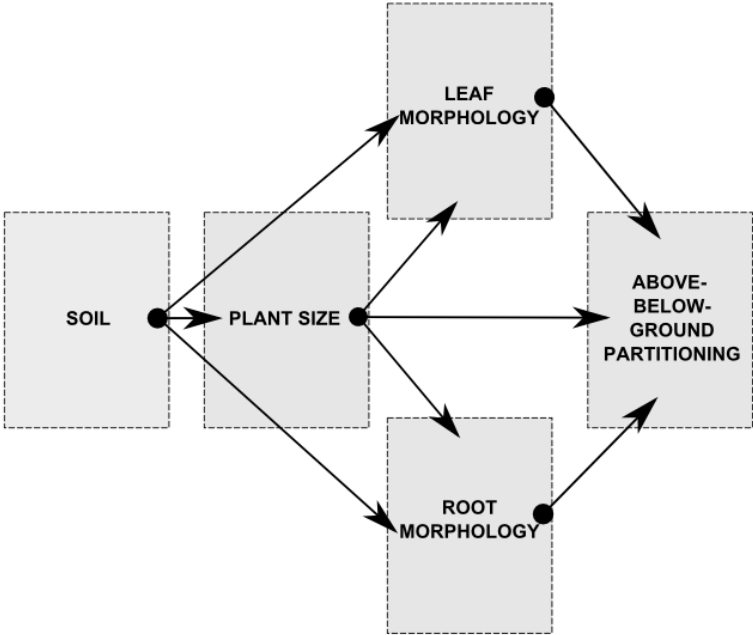 LEAF
MORPHOLOGY
SOIL
PLANT SIZE
ABOVE-
BELOW-
GROUND
PARTITIONING
ROOT
MORPHOLOGY